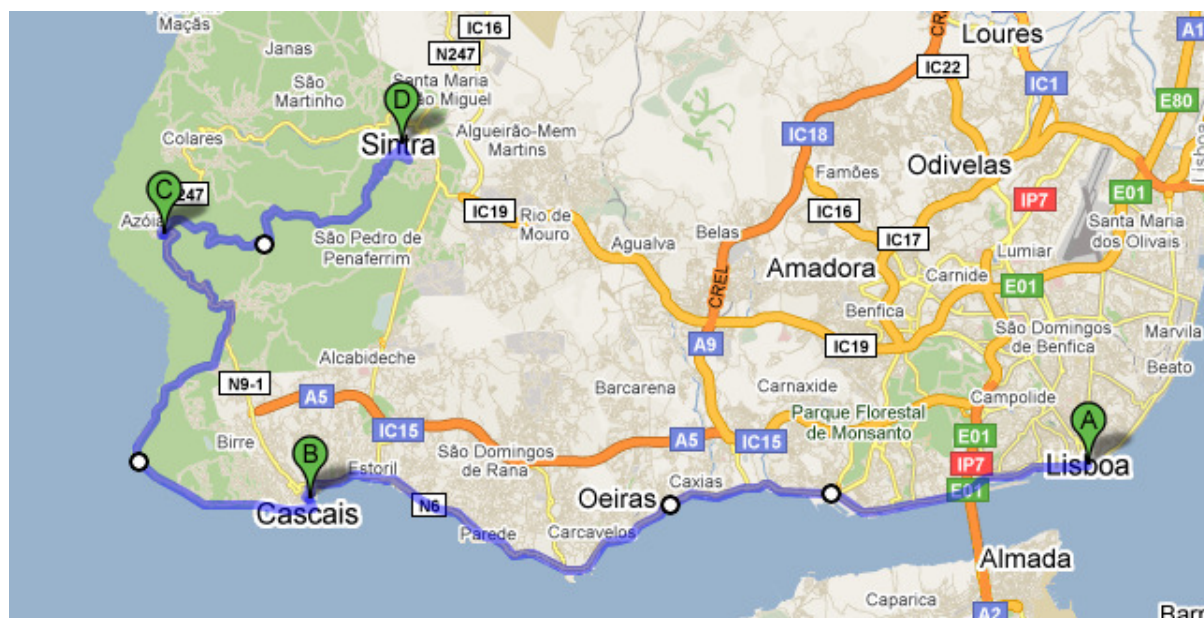 Maçãs
Janas
IC16
N247
CR
Loures
A1
IC22
IC1
E80
São
Martinho
Santa Maria
São Miguel
D
Sintra
Colares
Algueirão-Mem
Martins
IC18
Odivelas
Famões
IP7
E01
C
247
Azóia
IC19
Rio de
Mouro
Agualva
Belas
IC16
IC17
Santa Maria
dos Olivais
Lumiar
São Pedro de
Penaferrim
Amadora
CREL
Carnide
E01
Benfica
São Domingos
de Benfica
Marvila
Alcabideche
A9
IC19
Beato
N9-1
A5
Barcarena
Carnaxide
Campolide
Parque Florestal
de Monsanto
A
IC15
Birre
B
Estoril
São Domingos
de Rana
A5
IC15
E01
IP7
Lisboa
E01
Cascais
N6
Oeiras
Caxias
Parede
Carcavelos
Almada
Caparica
A2